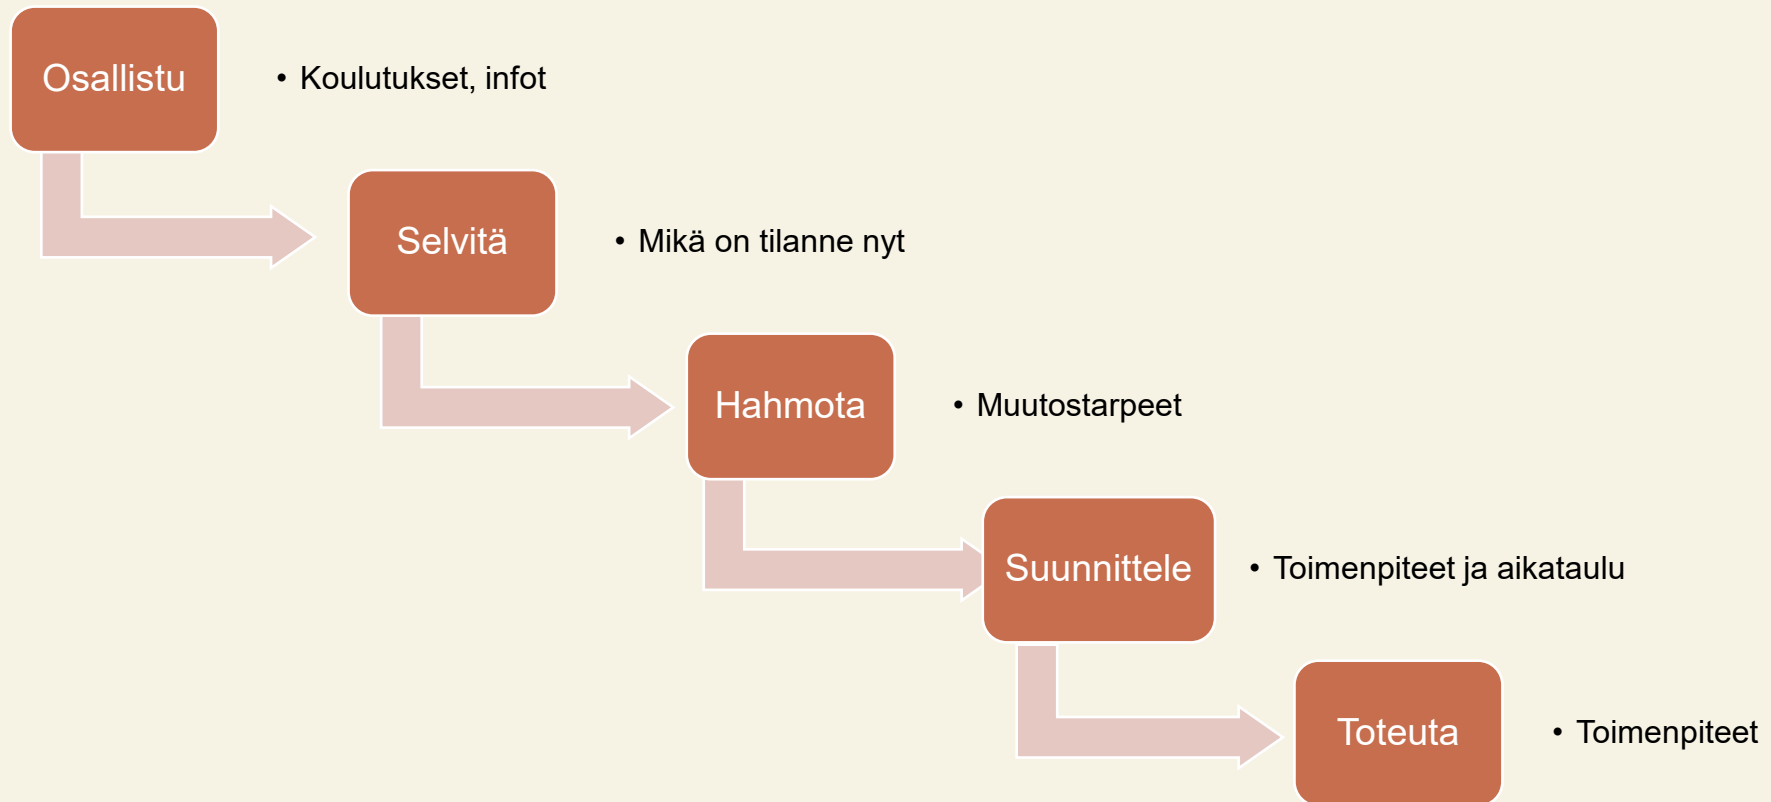 Osallistu
• Koulutukset, infot
Selvitä
• Mikä on tilanne nyt
Hahmota
• Muutostarpeet
Suunnittele
• Toimenpiteet ja aikataulu
Toteuta
• Toimenpiteet